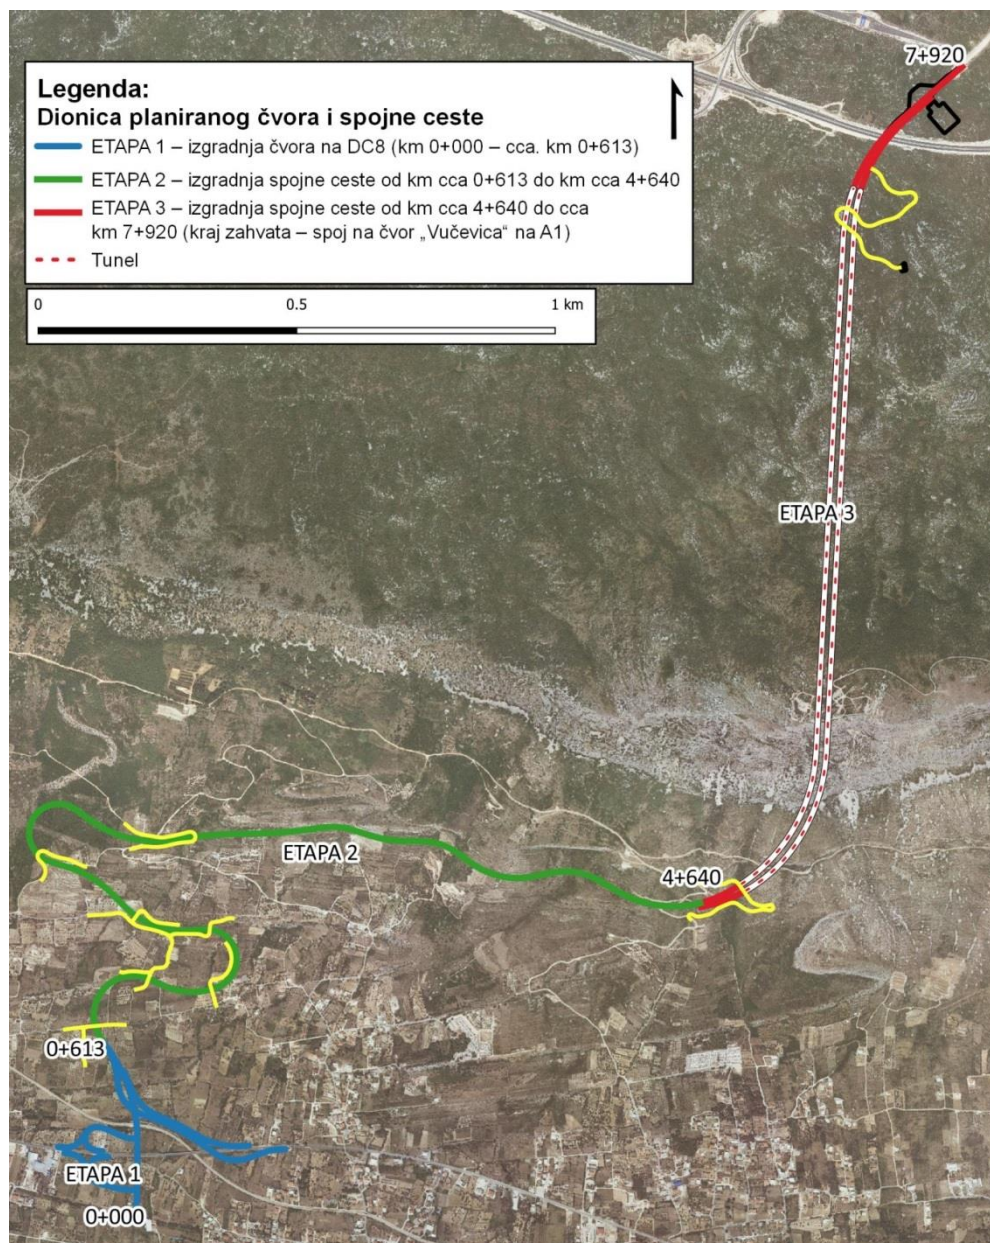 7+920
Legenda:
Dionica planiranog čvora i spojne ceste
ETAPA 1 – izgradnja čvora na DC8 (km 0+000 – cca. km 0+613)
ETAPA 2 – izgradnja spojne ceste od km cca 0+613 do km cca 4+640
ETAPA 3 – izgradnja spojne ceste od km cca 4+640 do cca
km 7+920 (kraj zahvata – spoj na čvor „Vučevica“ na A1)
Tunel
0 0.5 1 km
ETAPA 3
ETAPA 2
4+640
0+613
ETAPA 1
0+000